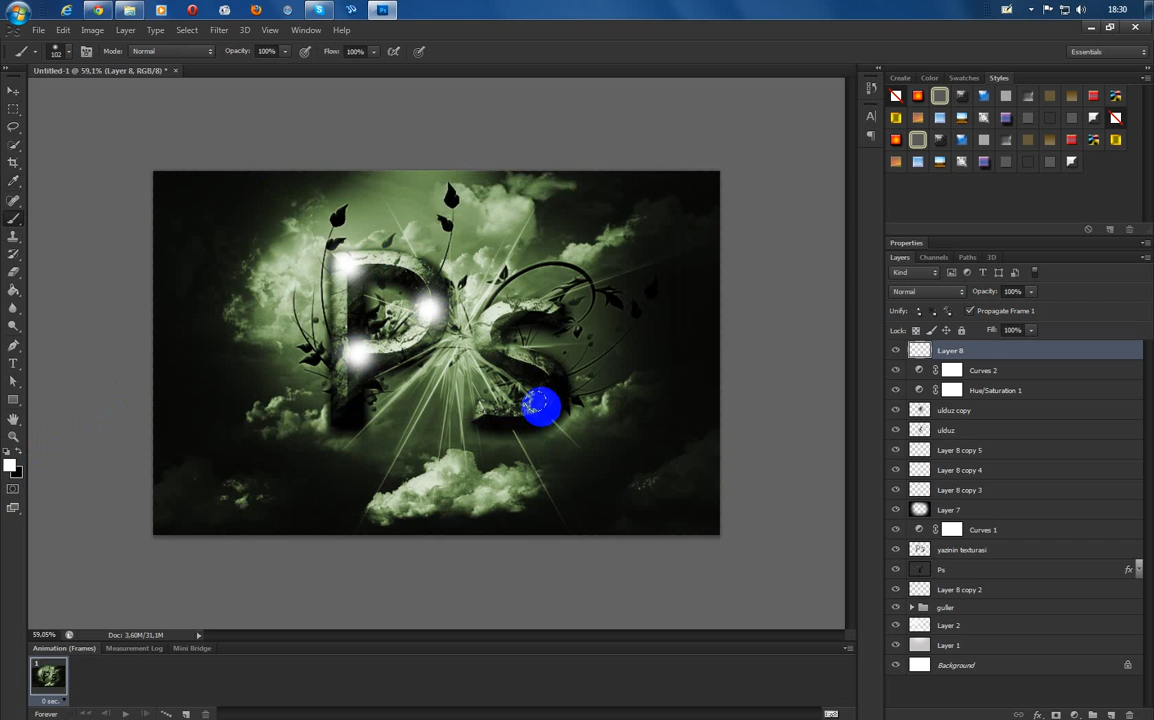 18:30
File Edit Image Layer Type Select Filter 3D View Window Help
102 Mode: Normal Opacity: 100% Flow: 100% Essentials
Untitled-1 @ 59,1% (Layer 8, RGB/8) * ×
Create Color Swatches Styles
PS
Properties
Layers Channels Paths 3D
Kind
Normal Opacity: 100%
Unify: Propagate Frame 1
Lock: Fill: 100%
Layer 8
Curves 2
Hue/Saturation 1
ulduz copy
ulduz
Layer 8 copy 5
Layer 8 copy 4
Layer 8 copy 3
Layer 7
Curves 1
yazinin texturasi
Ps fx
Layer 8 copy 2
guller
Layer 2
Layer 1
Background
59,05% Doc: 3,60M/31,1M
Animation (Frames) Measurement Log Mini Bridge
1
0 sec.
Forever